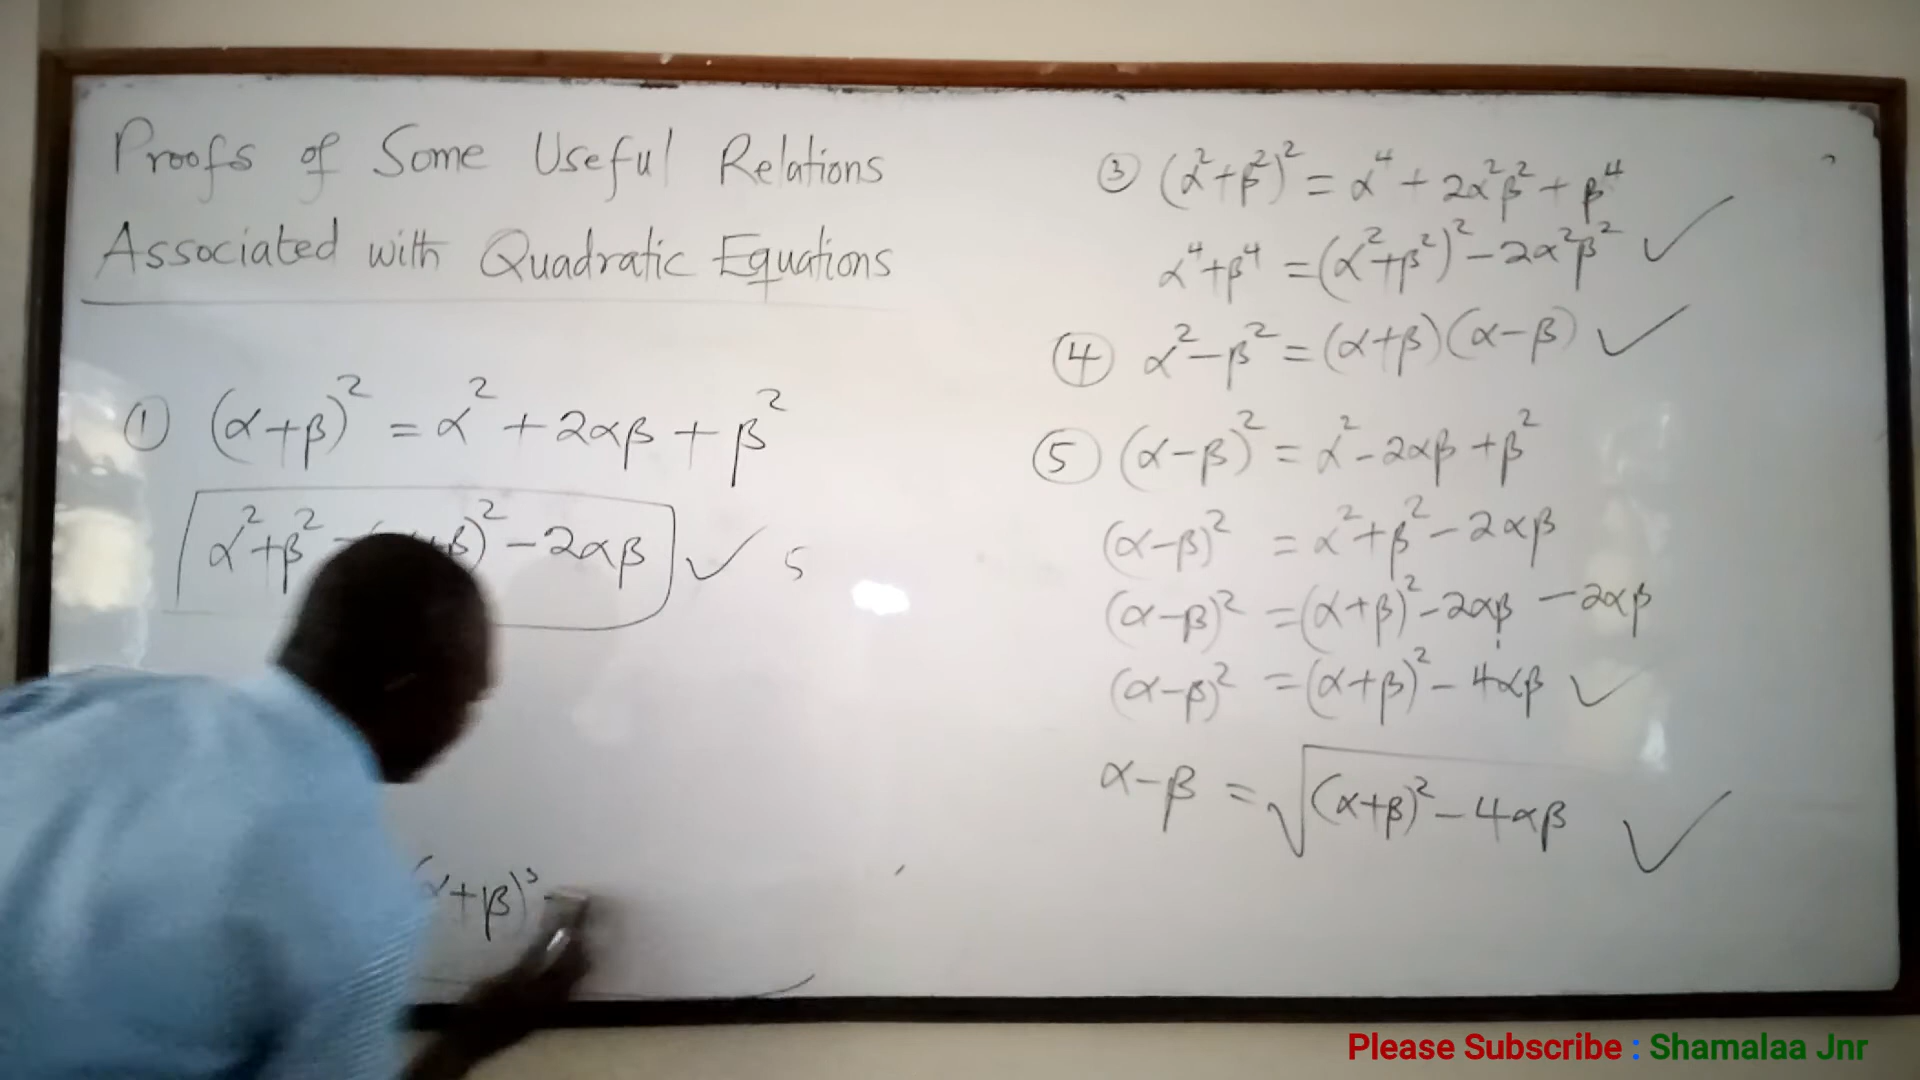 Proofs of Some Useful Relations
Associated with Quadratic Equations
① (α+β)² = α² + 2αβ + β²
α²+β² β)² - 2αβ ✓ 5
α+β)³
③ (α²+β²)² = α⁴ + 2α²β² + β⁴
α⁴+β⁴ = (α²+β²)² - 2α²β² ✓
④ α²-β² = (α+β)(α-β) ✓
⑤ (α-β)² = α² - 2αβ + β²
(α-β)² = α²+β² - 2αβ
(α-β)² = (α+β)² - 2αβ - 2αβ
(α-β)² = (α+β)² - 4αβ ✓
α-β = √(α+β)² - 4αβ ✓
Please Subscribe : Shamalaa Jnr